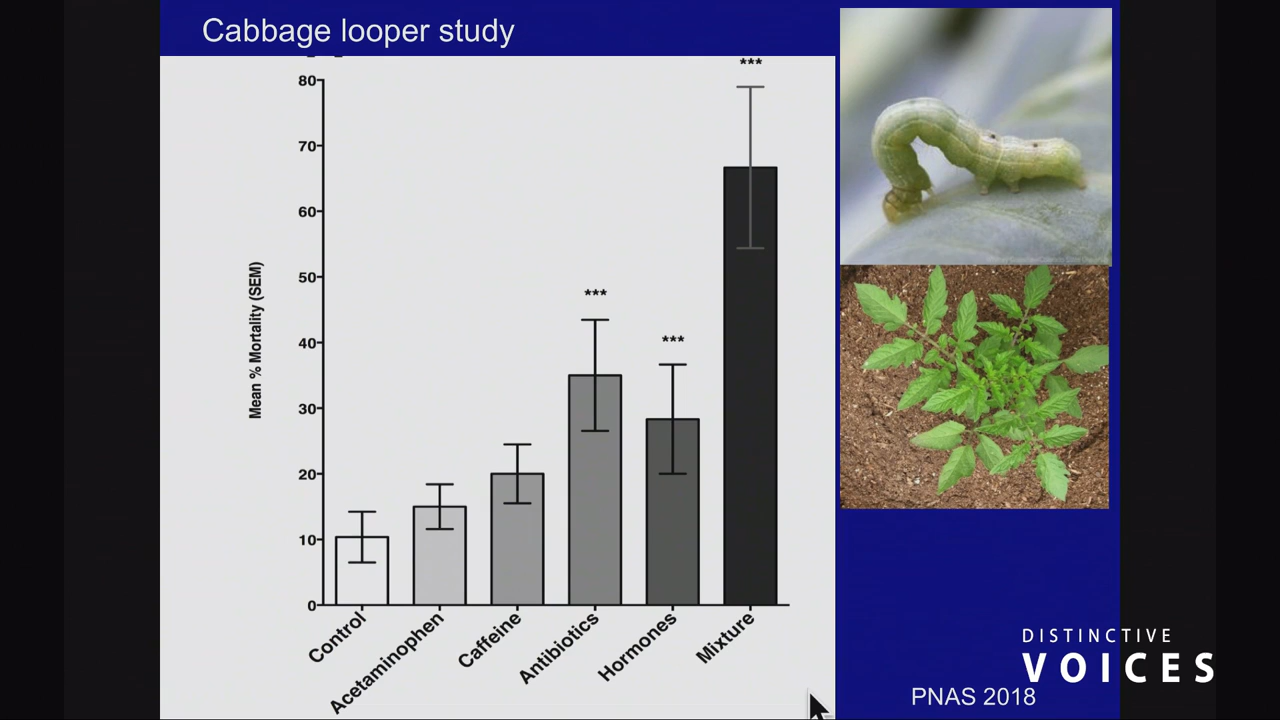 Cabbage looper study
***
80
70
60
50
40
30
20
10
0
Mean % Mortality (SEM)
***
***
Control
Acetaminophen
Caffeine
Antibiotics
Hormones
Mixture
DISTINCTIVE
VOICES
PNAS 2018